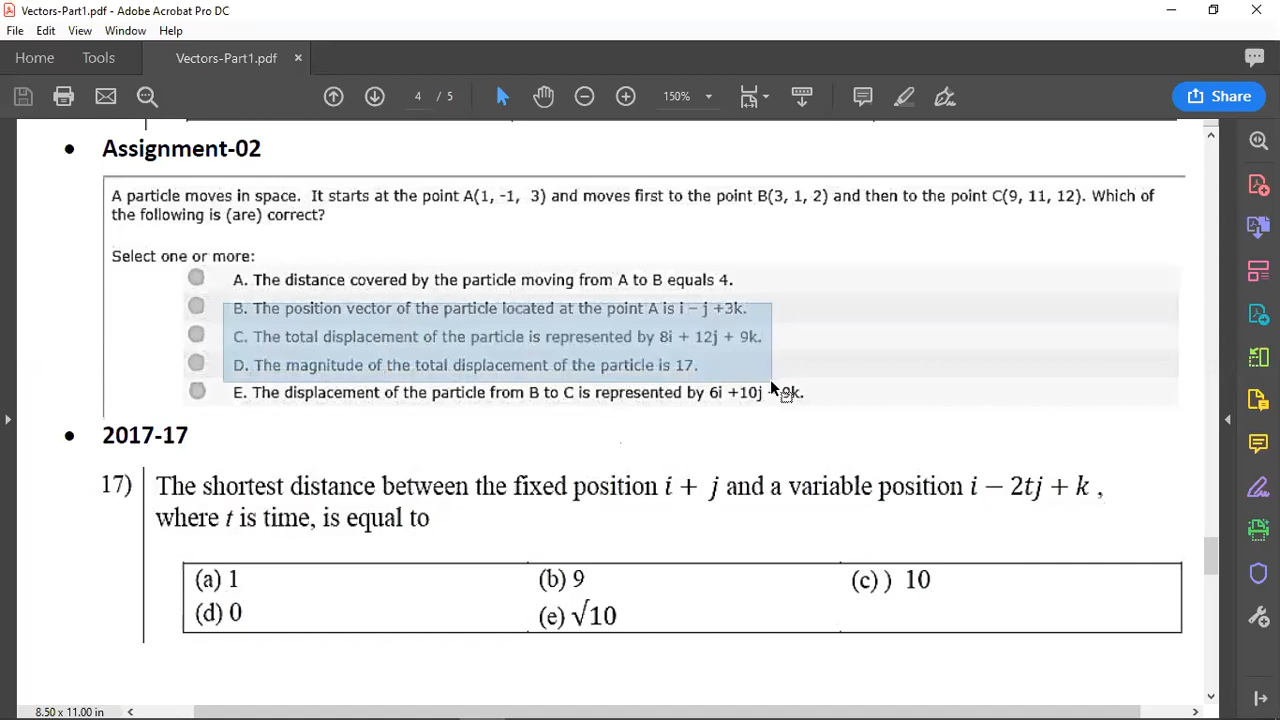 Vectors-Part1.pdf - Adobe Acrobat Pro DC
File Edit View Window Help
Home Tools Vectors-Part1.pdf ×
4 / 5 150% Share
• Assignment-02
A particle moves in space. It starts at the point A(1, -1, 3) and moves first to the point B(3, 1, 2) and then to the point C(9, 11, 12). Which of
the following is (are) correct?
Select one or more:
A. The distance covered by the particle moving from A to B equals 4.
B. The position vector of the particle located at the point A is i − j +3k.
C. The total displacement of the particle is represented by 8i + 12j + 9k.
D. The magnitude of the total displacement of the particle is 17.
E. The displacement of the particle from B to C is represented by 6i +10j k.
• 2017-17
17) The shortest distance between the fixed position i + j and a variable position i − 2tj + k ,
where t is time, is equal to
(a) 1 (b) 9 (c) ) 10
(d) 0 (e) √10
8.50 x 11.00 in